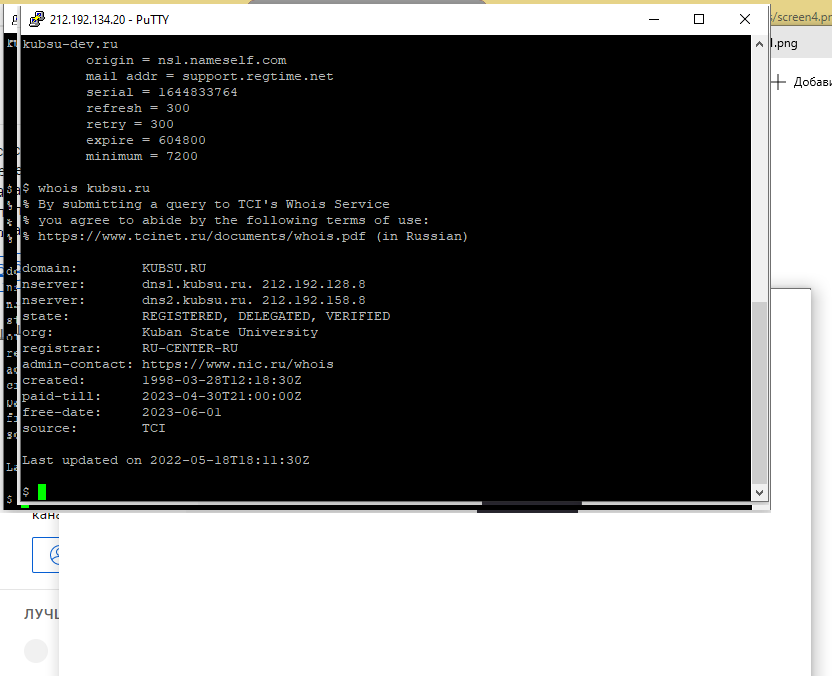 212.192.134.20 - PuTTY
/screen4.pr
.png
Добави
kubsu-dev.ru
origin = ns1.nameself.com
mail addr = support.regtime.net
serial = 1644833764
refresh = 300
retry = 300
expire = 604800
minimum = 7200
$ whois kubsu.ru
% By submitting a query to TCI's Whois Service
% you agree to abide by the following terms of use:
% https://www.tcinet.ru/documents/whois.pdf (in Russian)
domain: KUBSU.RU
nserver: dns1.kubsu.ru. 212.192.128.8
nserver: dns2.kubsu.ru. 212.192.158.8
state: REGISTERED, DELEGATED, VERIFIED
org: Kuban State University
registrar: RU-CENTER-RU
admin-contact: https://www.nic.ru/whois
created: 1998-03-28T12:18:30Z
paid-till: 2023-04-30T21:00:00Z
free-date: 2023-06-01
source: TCI
Last updated on 2022-05-18T18:11:30Z
$
кана
ЛУЧШ